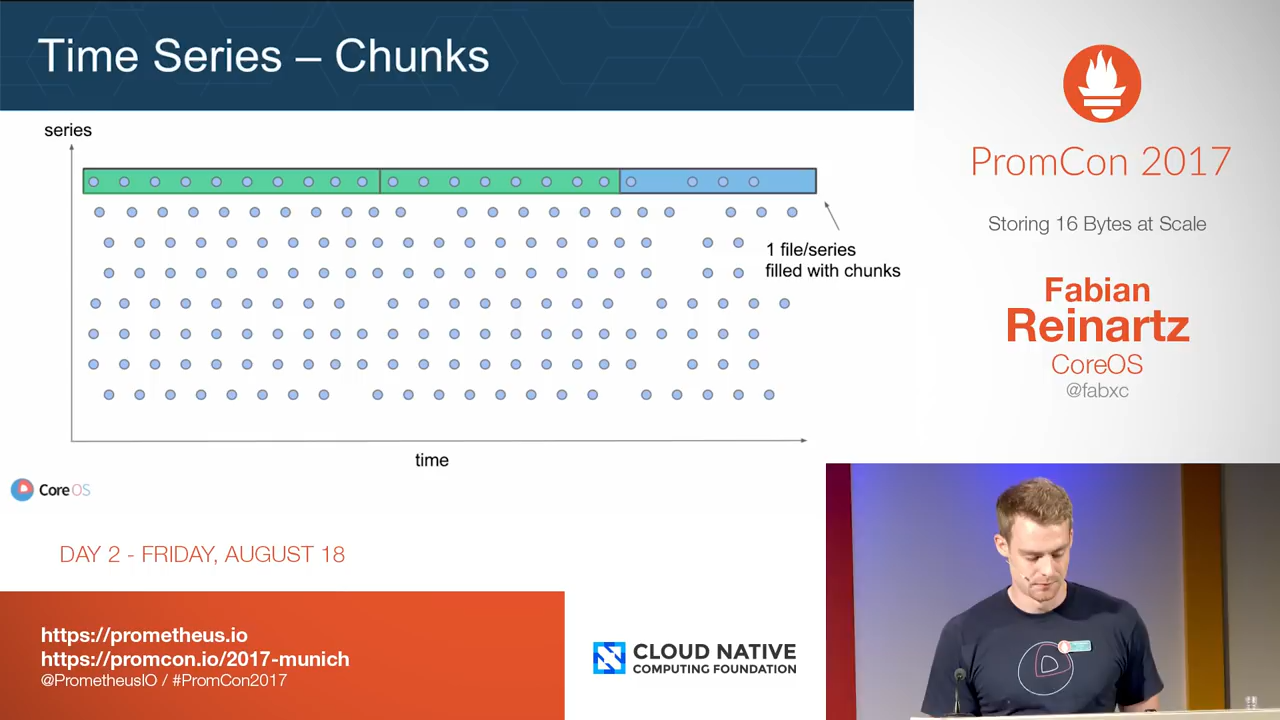 Time Series – Chunks
series
1 file/series
filled with chunks
time
Core OS
DAY 2 - FRIDAY, AUGUST 18
https://prometheus.io
https://promcon.io/2017-munich
@PrometheusIO / #PromCon2017
CLOUD NATIVE
COMPUTING FOUNDATION
PromCon 2017
Storing 16 Bytes at Scale
Fabian
Reinartz
CoreOS
@fabxc